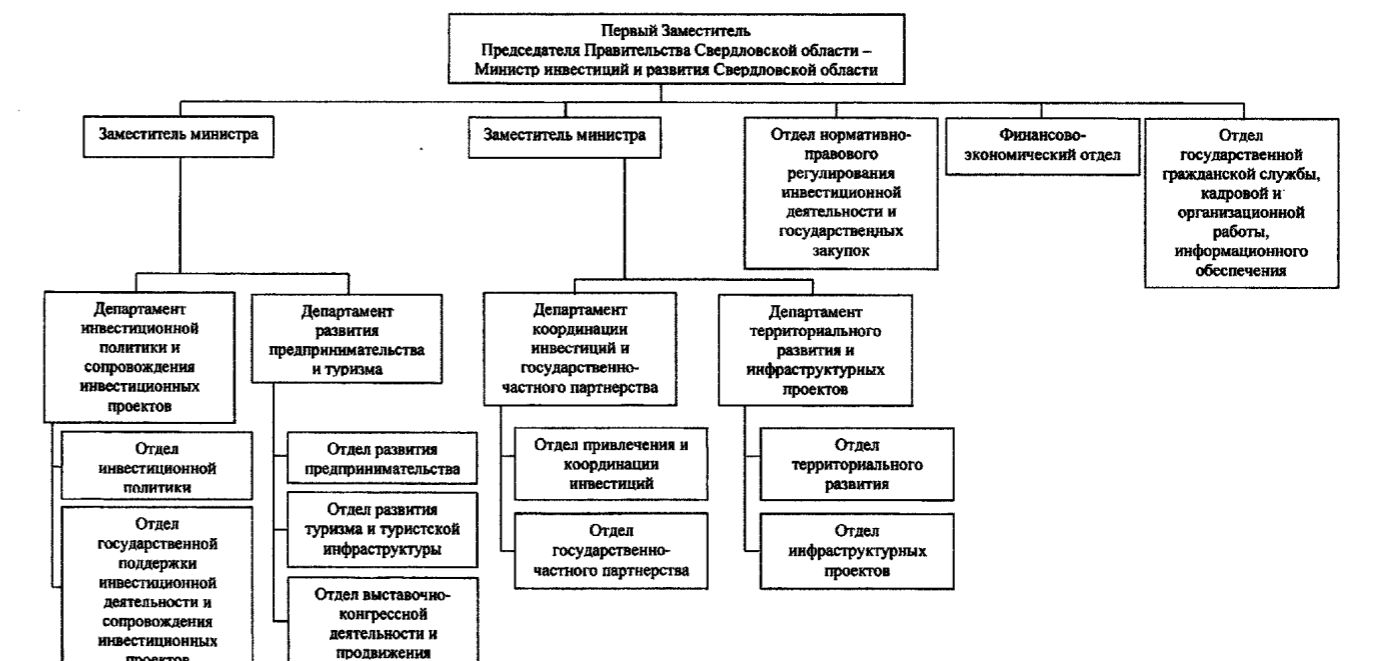 Первый Заместитель
Председателя Правительства Свердловской области –
Министр инвестиций и развития Свердловской области
Заместитель министра
Заместитель министра
Отдел нормативно-
правового
регулирования
инвестиционной
деятельности и
государственных
закупок
Финансово-
экономический отдел
Отдел
государственной
гражданской службы,
кадровой и
организационной
работы,
информационного
обеспечения
Департамент
инвестиционной
политики и
сопровождения
инвестиционных
проектов
Департамент
развития
предпринимательства
и туризма
Департамент
координации
инвестиций и
государственно-
частного партнерства
Департамент
территориального
развития и
инфраструктурных
проектов
Отдел
инвестиционной
политики
Отдел
государственной
поддержки
инвестиционной
деятельности и
сопровождения
инвестиционных
проектов
Отдел развития
предпринимательства
Отдел развития
туризма и туристской
инфраструктуры
Отдел выставочно-
конгрессной
деятельности и
продвижения
Отдел привлечения и
координации
инвестиций
Отдел
государственно-
частного партнерства
Отдел
территориального
развития
Отдел
инфраструктурных
проектов